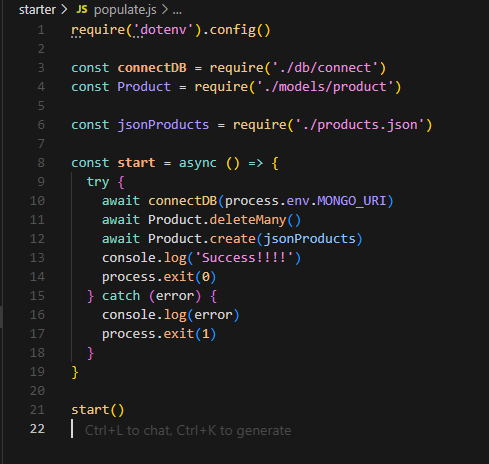 starter > populate.js > ...
1 require('dotenv').config()
2
3 const connectDB = require('./db/connect')
4 const Product = require('./models/product')
5
6 const jsonProducts = require('./products.json')
7
8 const start = async () => {
9   try {
10     await connectDB(process.env.MONGO_URI)
11     await Product.deleteMany()
12     await Product.create(jsonProducts)
13     console.log('Success!!!!')
14     process.exit(0)
15   } catch (error) {
16     console.log(error)
17     process.exit(1)
18   }
19 }
20
21 start()
22 Ctrl+L to chat, Ctrl+K to generate